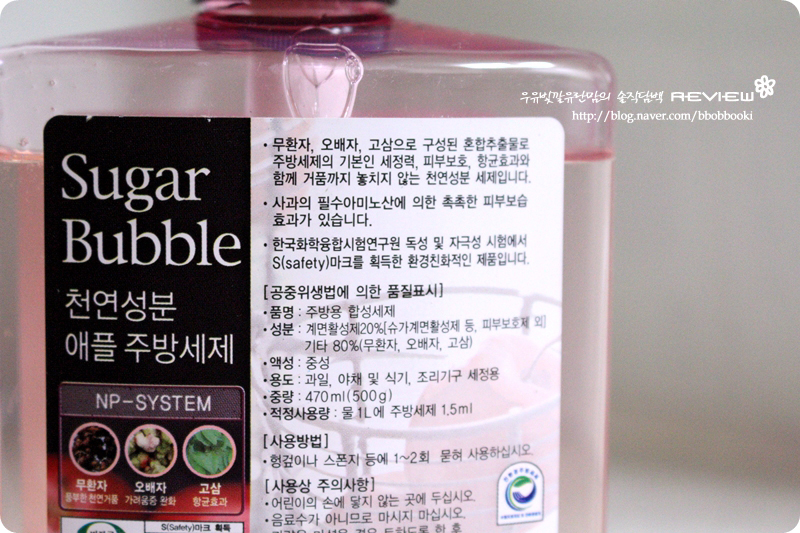 우유빛깔유련맘의 솔직담백 REVIEW
http://blog.naver.com/bbobbooki
Sugar
Bubble
천연성분
애플 주방세제
NP-SYSTEM
무환자
풍부한 천연거품
오배자
가려움증 완화
고삼
항균효과
S(Safety)마크 획득
• 무환자, 오배자, 고삼으로 구성된 혼합추출물로
주방세제의 기본인 세정력, 피부보호, 항균효과와
함께 거품까지 놓치지 않는 천연성분 세제입니다.
• 사과의 필수아미노산에 의한 촉촉한 피부보습
효과가 있습니다.
• 한국화학융합시험연구원 독성 및 자극성 시험에서
S(safety)마크를 획득한 환경친화적인 제품입니다.
[공중위생법에 의한 품질표시]
• 품명 : 주방용 합성세제
• 성분 : 계면활성제20%[슈가계면활성제 등, 피부보호제 외]
기타 80%(무환자, 오배자, 고삼)
• 액성 : 중성
• 용도 : 과일, 야채 및 식기, 조리기구 세정용
• 중량 : 470ml(500g)
• 적정사용량 : 물 1L에 주방세제 1.5ml
[사용방법]
• 헝겊이나 스폰지 등에 1~2회 묻혀 사용하십시오.
[사용상 주의사항]
• 어린이의 손에 닿지 않는 곳에 두십시오.
• 음료수가 아니므로 마시지 마십시오.